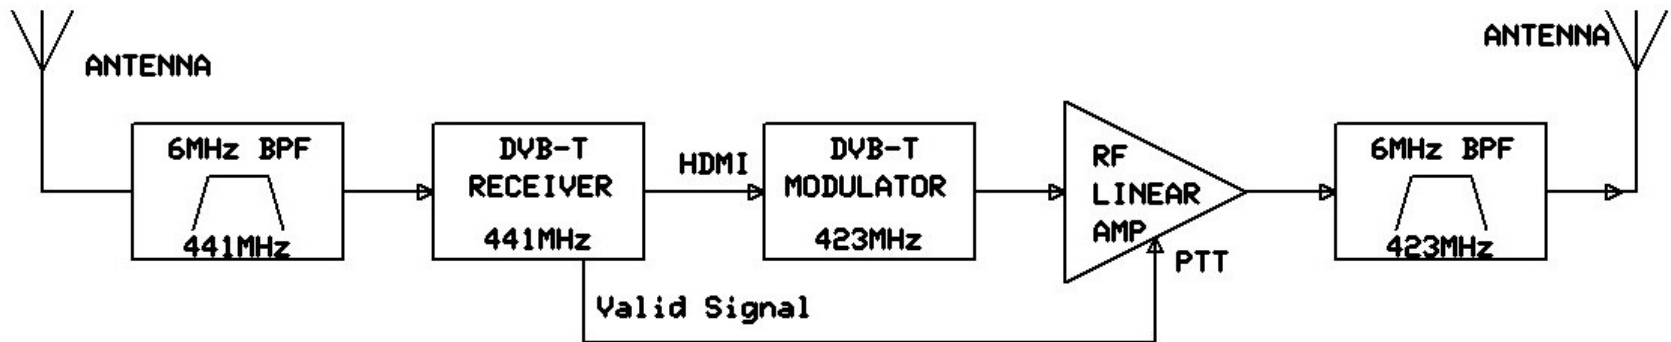 ANTENNA
6MHz BPF
441MHz
DVB-T
RECEIVER
441MHz
HDMI
DVB-T
MODULATOR
423MHz
RF
LINEAR
AMP
PTT
6MHz BPF
423MHz
ANTENNA
Valid Signal